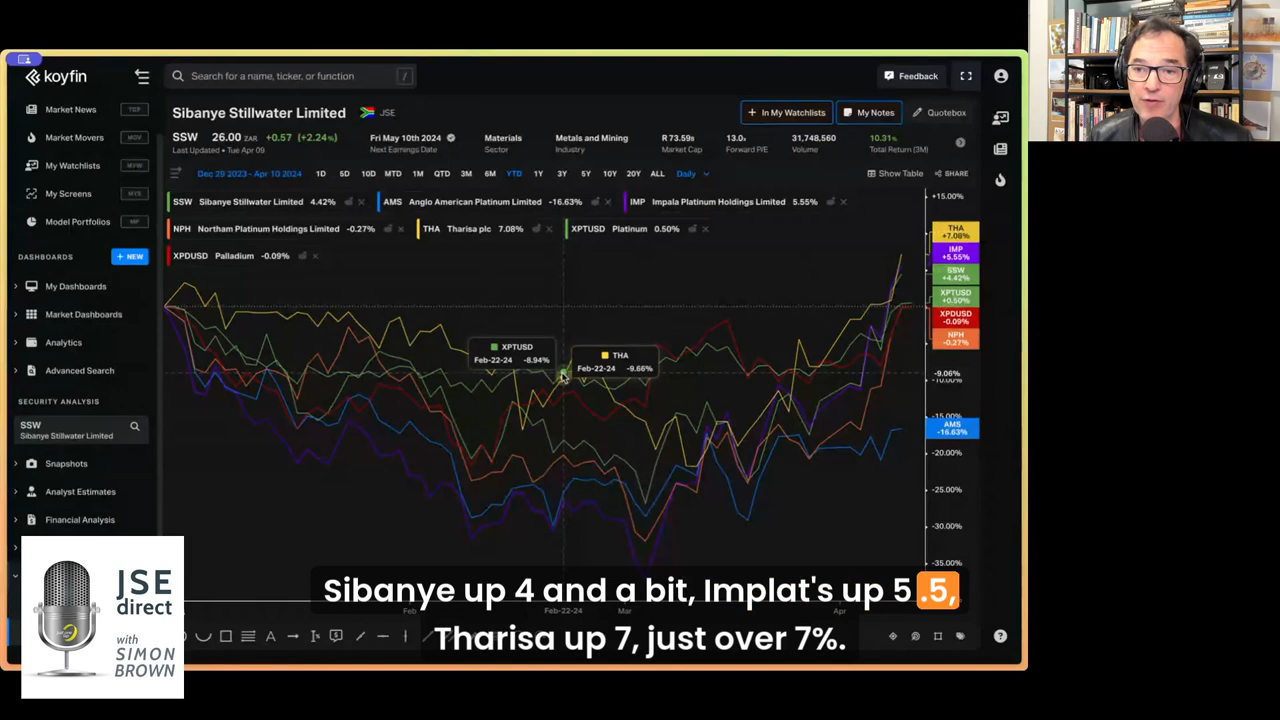 koyfin
Search for a name, ticker, or function
/
Feedback
Market News
TOP
Market Movers
MOV
My Watchlists
MYW
My Screens
MYS
Model Portfolios
MP
DASHBOARDS
+ NEW
My Dashboards
Market Dashboards
Analytics
Advanced Search
SECURITY ANALYSIS
SSW
Sibanye Stillwater Limited
Snapshots
Analyst Estimates
Financial Analysis
Sibanye Stillwater Limited
JSE
+ In My Watchlists
My Notes
Quotebox
SSW 26.00 ZAR +0.57 (+2.24%)
Last Updated • Tue Apr 09
Fri May 10th 2024
Next Earnings Date
Materials
Sector
Metals and Mining
Industry
R 73.59B
Market Cap
13.0x
Forward P/E
31,748,560
Volume
10.31%
Total Return (3M)
Dec 29 2023 - Apr 10 2024
1D 5D 10D MTD 1M QTD 3M 6M YTD 1Y 3Y 5Y 10Y 20Y ALL Daily
Show Table
SHARE
SSW Sibanye Stillwater Limited 4.42%
AMS Anglo American Platinum Limited -16.63%
IMP Impala Platinum Holdings Limited 5.55%
NPH Northam Platinum Holdings Limited -0.27%
THA Tharisa plc 7.08%
XPTUSD Platinum 0.50%
XPDUSD Palladium -0.09%
+15.00%
THA
+7.08%
IMP
+5.55%
SSW
+4.42%
XPTUSD
+0.50%
XPDUSD
-0.09%
NPH
-0.27%
-9.06%
-10.00%
-15.00%
AMS
-16.63%
-20.00%
-25.00%
-30.00%
-35.00%
XPTUSD
Feb-22-24 -8.94%
THA
Feb-22-24 -9.66%
Feb
Feb-22-24
Mar
Apr
Sibanye up 4 and a bit, Implat's up 5 .5,
Tharisa up 7, just over 7%.
JSE
direct
with
SIMON
BROWN